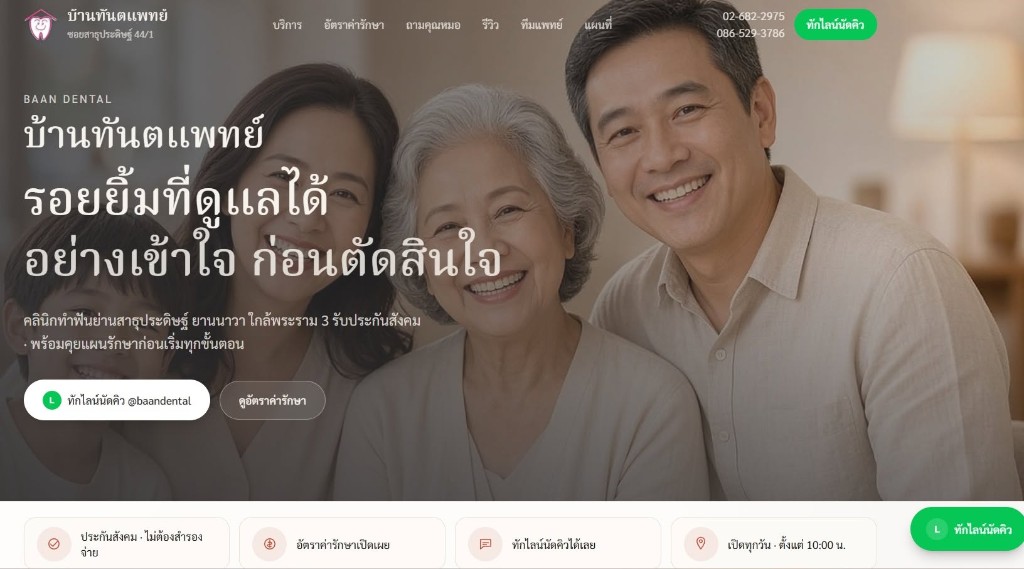 บ้านทันตแพทย์
ซอยสาธุประดิษฐ์ 44/1
บริการ
อัตราค่ารักษา
ถามคุณหมอ
รีวิว
ทีมแพทย์
แผนที่
02-682-2975
086-529-3786
ทักไลน์นัดคิว
BAAN DENTAL
บ้านทันตแพทย์
รอยยิ้มที่ดูแลได้
อย่างเข้าใจ ก่อนตัดสินใจ
คลินิกทำฟันย่านสาธุประดิษฐ์ ยานนาวา ใกล้พระราม 3 รับประกันสังคม
· พร้อมคุยแผนรักษาก่อนเริ่มทุกขั้นตอน
L ทักไลน์นัดคิว @baandental
ดูอัตราค่ารักษา
ประกันสังคม · ไม่ต้องสำรอง
จ่าย
อัตราค่ารักษาเปิดเผย
ทักไลน์นัดคิวได้เลย
เปิดทุกวัน · ตั้งแต่ 10:00 น.
L ทักไลน์นัดคิว